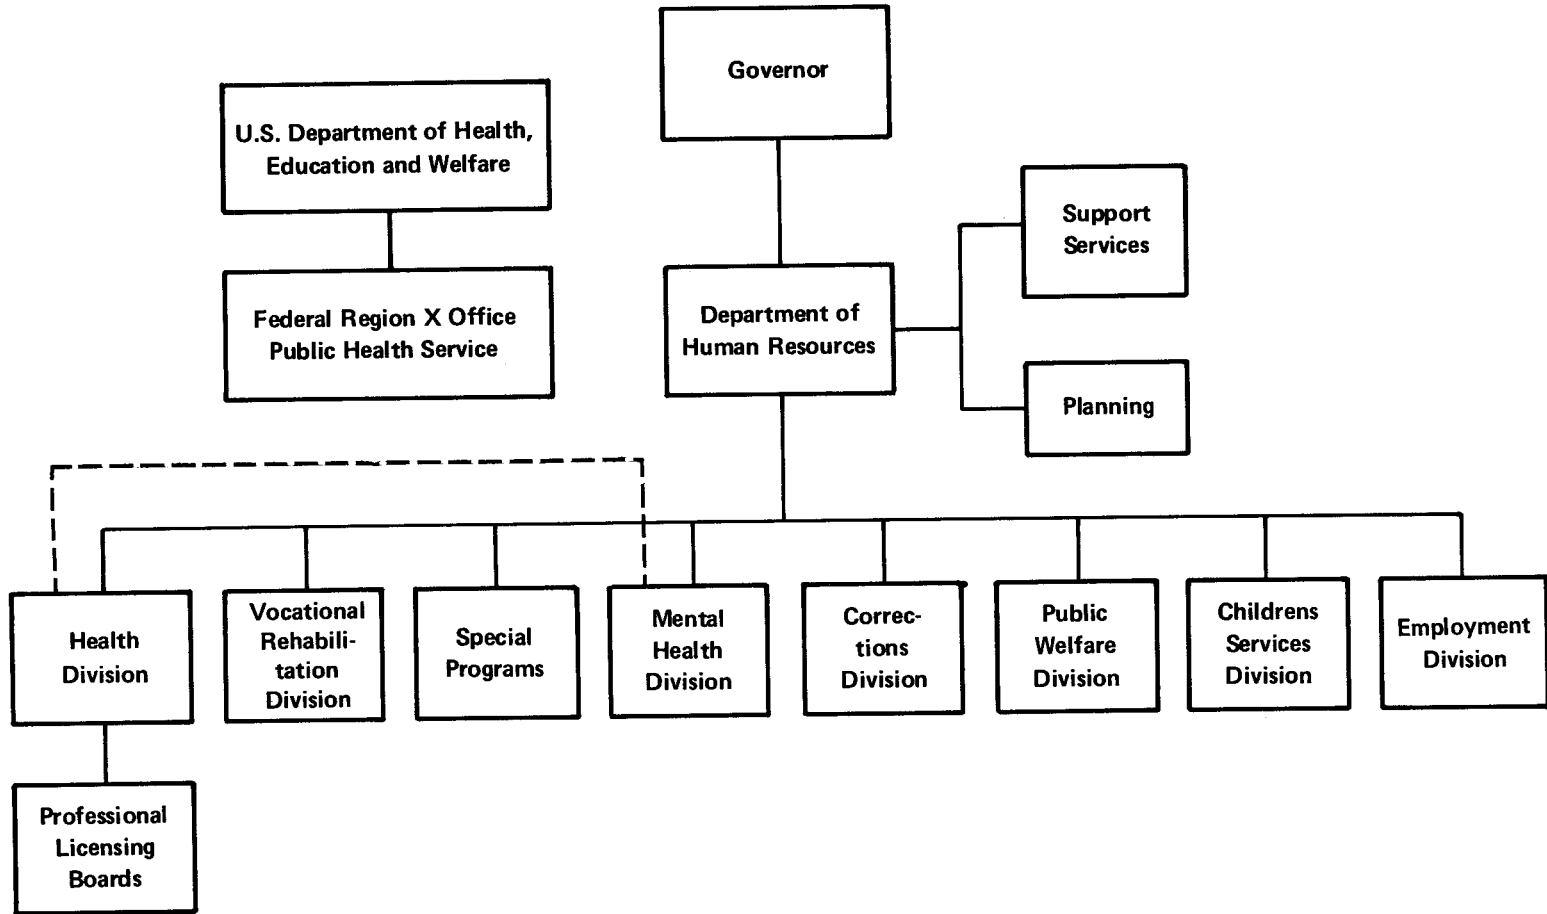 Governor
U.S. Department of Health,
Education and Welfare
Support
Services
Federal Region X Office
Public Health Service
Department of
Human Resources
Planning
Health
Division
Vocational
Rehabili-
tation
Division
Special
Programs
Mental
Health
Division
Correc-
tions
Division
Public
Welfare
Division
Childrens
Services
Division
Employment
Division
Professional
Licensing
Boards